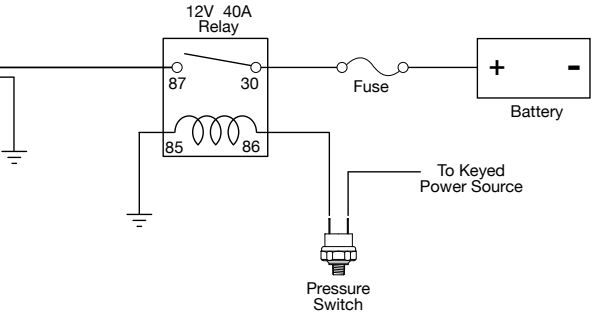 12V 40A
Relay
87
30
Fuse
+
-
Battery
85
86
To Keyed
Power Source
Pressure
Switch